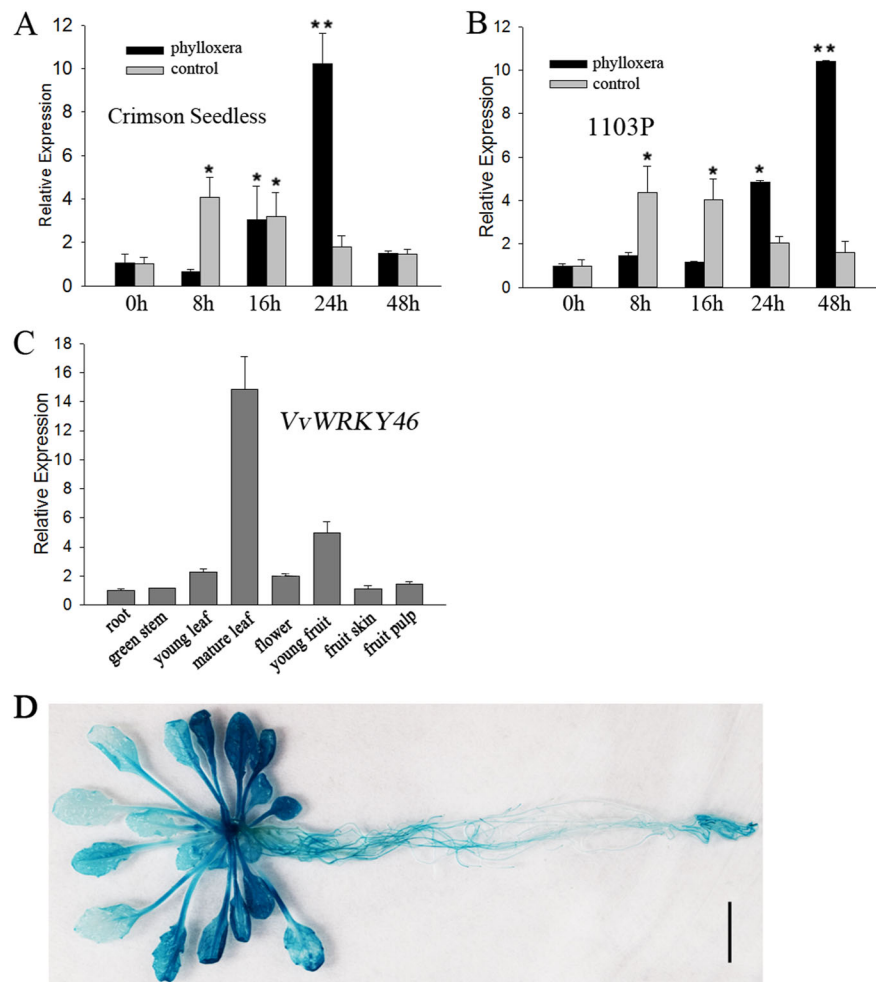 A
12
10
8
6
4
2
0
Relative Expression
phylloxera
control
Crimson Seedless
*
*
*
**
0h 8h 16h 24h 48h
B
12
10
8
6
4
2
0
Relative Expression
phylloxera
control
1103P
*
*
*
**
0h 8h 16h 24h 48h
C
18
16
14
12
10
8
6
4
2
0
Relative Expression
VvWRKY46
root
green stem
young leaf
mature leaf
flower
young fruit
fruit skin
fruit pulp
D